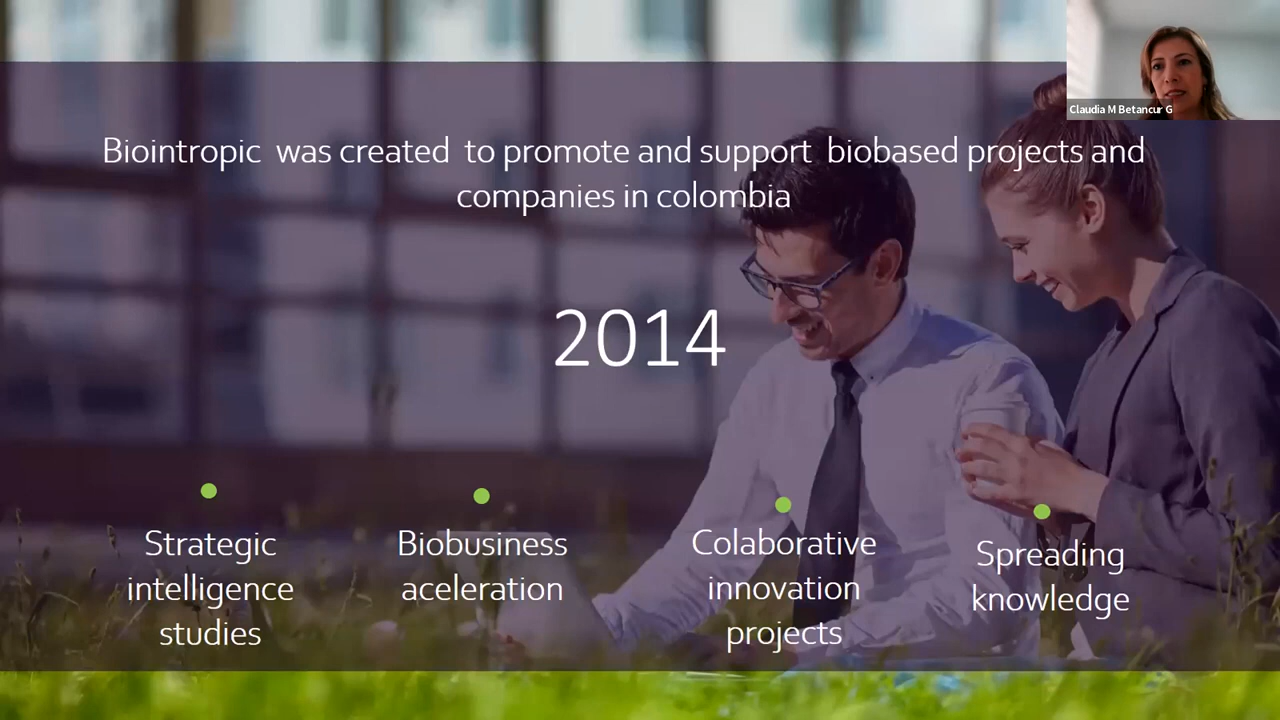 Claudia M Betancur G
Biointropic was created to promote and support biobased projects and
companies in colombia
2014
Strategic
intelligence
studies
Biobusiness
aceleration
Colaborative
innovation
projects
Spreading
knowledge